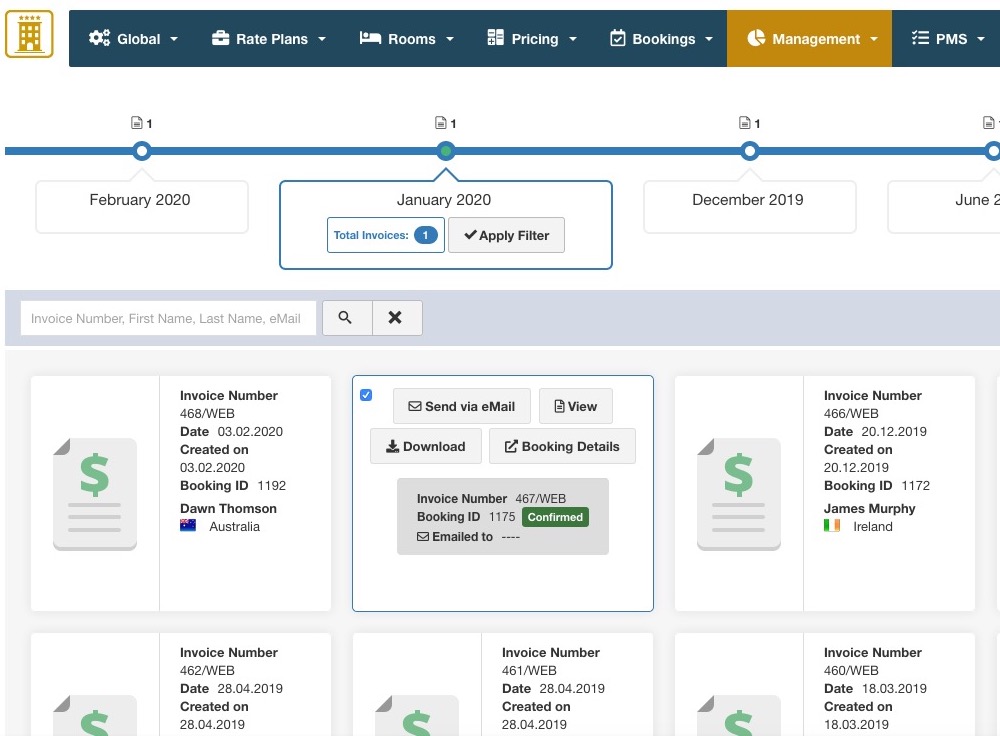 Global Rate Plans Rooms Pricing Bookings Management PMS
1 1 1
February 2020 January 2020 December 2019 June 2
Total Invoices: 1 Apply Filter
Invoice Number, First Name, Last Name, eMail
Invoice Number
468/WEB
Date 03.02.2020
Created on
03.02.2020
Booking ID 1192
Dawn Thomson
Australia
Send via eMail View
Download Booking Details
Invoice Number 467/WEB
Booking ID 1175 Confirmed
Emailed to ----
Invoice Number
466/WEB
Date 20.12.2019
Created on
20.12.2019
Booking ID 1172
James Murphy
Ireland
Invoice Number
462/WEB
Date 28.04.2019
Created on
28.04.2019
Invoice Number
461/WEB
Date 28.04.2019
Created on
28.04.2019
Invoice Number
460/WEB
Date 18.03.2019
Created on
18.03.2019